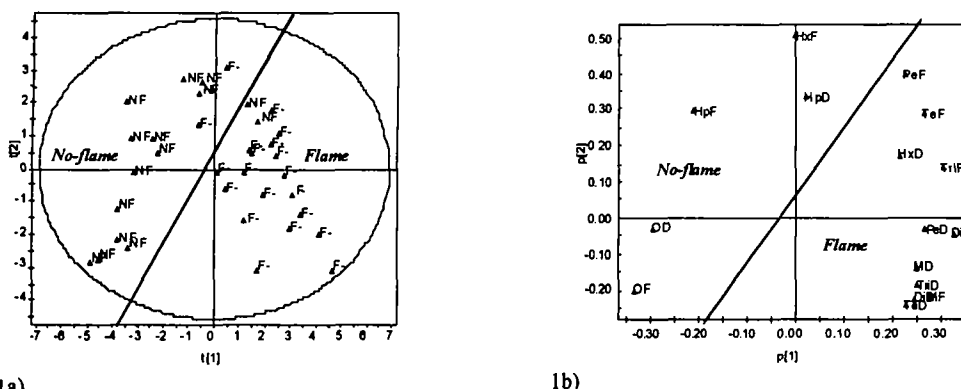 4
3
2
1
0
-1
-2
-3
-4
t[2]
-7 -6 -5 -4 -3 -2 -1 0 1 2 3 4 5 6 7
t[1]
No-flame
Flame
NF NF F-
NF
NF NF
NF F-
NF NF
NF
NF
NF
NF
NF
F-
F-
F-
F-
F-
F-
F-
F-
F-
F-
F-
1a)
0.50
0.40
0.30
0.20
0.10
0.00
-0.10
-0.20
p[2]
-0.30 -0.20 -0.10 0.00 0.10 0.20 0.30
p[1]
HxF
PeF
HpF HpD
TeF
HxD
No-flame
OD
PeD
Flame
MD
OF
1b)